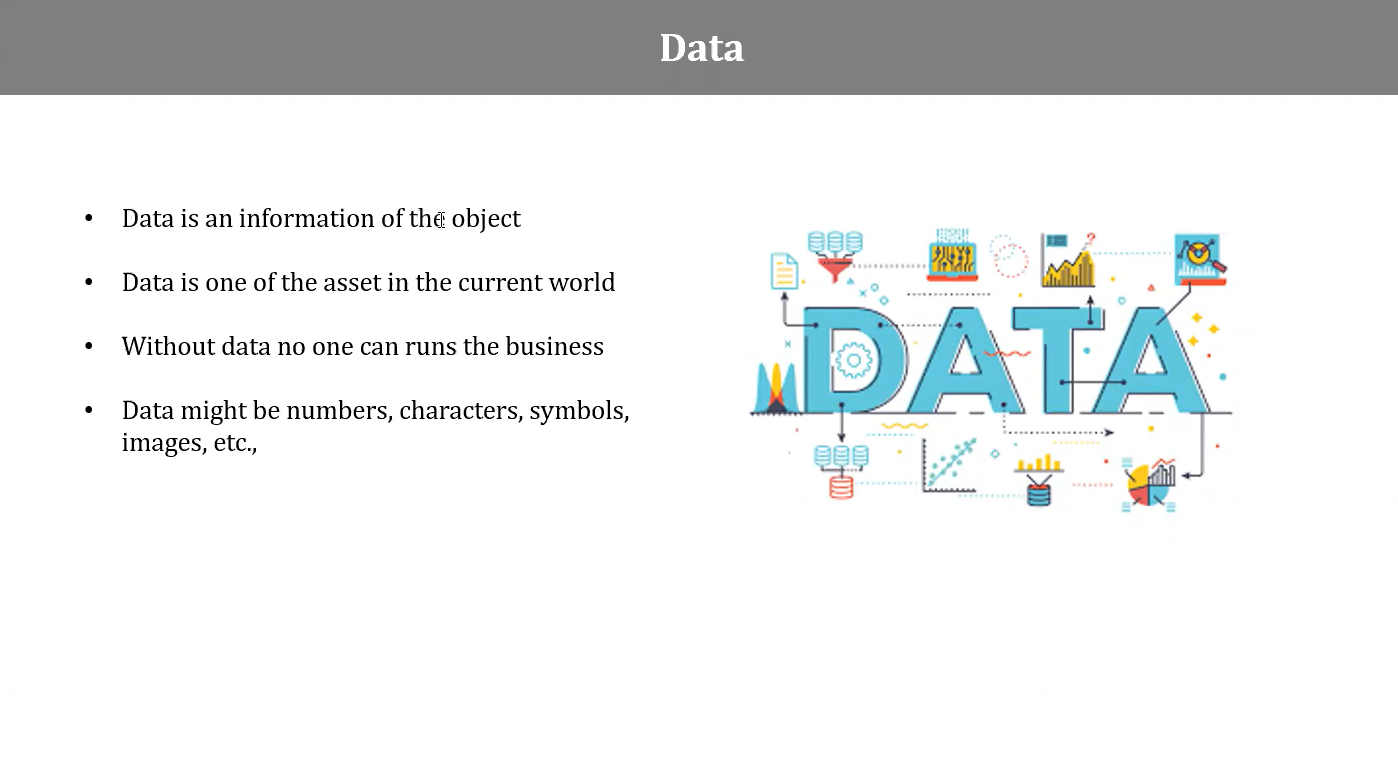 Data
• Data is an information of the object
• Data is one of the asset in the current world
• Without data no one can runs the business
• Data might be numbers, characters, symbols,
images, etc.,
DATA